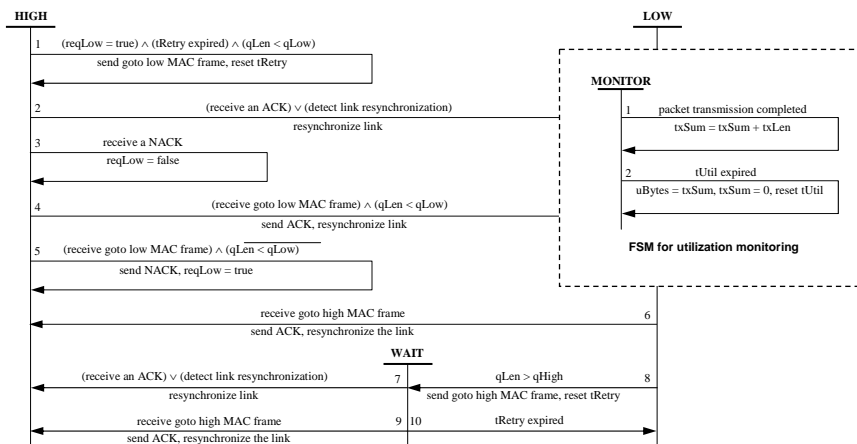 HIGH
LOW
1 (reqLow = true) ∧ (tRetry expired) ∧ (qLen < qLow)
send goto low MAC frame, reset tRetry
2 (receive an ACK) ∨ (detect link resynchronization)
resynchronize link
3 receive a NACK
reqLow = false
4 (receive goto low MAC frame) ∧ (qLen < qLow)
send ACK, resynchronize link
5 (receive goto low MAC frame) ∧ (qLen < qLow)
send NACK, reqLow = true
MONITOR
1 packet transmission completed
txSum = txSum + txLen
2 tUtil expired
uBytes = txSum, txSum = 0, reset tUtil
FSM for utilization monitoring
receive goto high MAC frame 6
send ACK, resynchronize the link
WAIT
(receive an ACK) ∨ (detect link resynchronization) 7
resynchronize link
qLen > qHigh 8
send goto high MAC frame, reset tRetry
receive goto high MAC frame 9
send ACK, resynchronize the link
10 tRetry expired